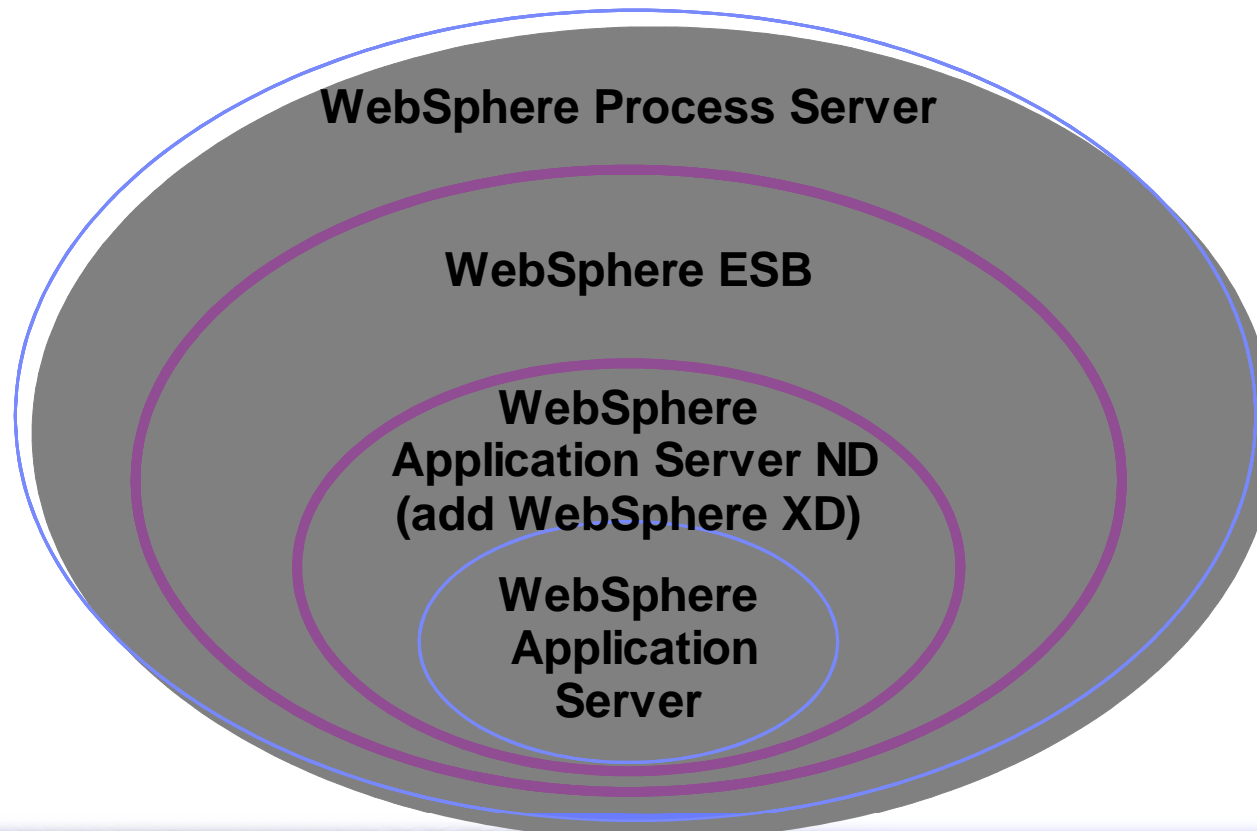 WebSphere Process Server
WebSphere ESB
WebSphere
Application Server ND
(add WebSphere XD)
WebSphere
Application
Server